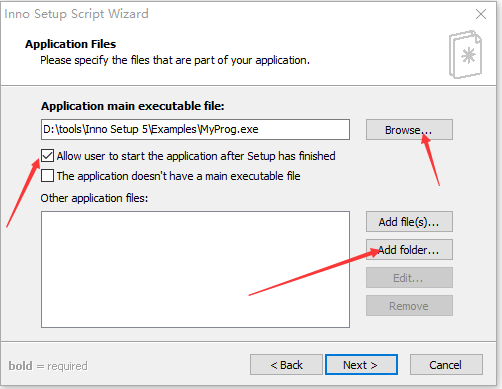 Inno Setup Script Wizard
Application Files
Please specify the files that are part of your application.
Application main executable file:
D:\tools\Inno Setup 5\Examples\MyProg.exe
Browse...
Allow user to start the application after Setup has finished
The application doesn't have a main executable file
Other application files:
Add file(s)...
Add folder...
Edit...
Remove
bold = required
< Back
Next >
Cancel